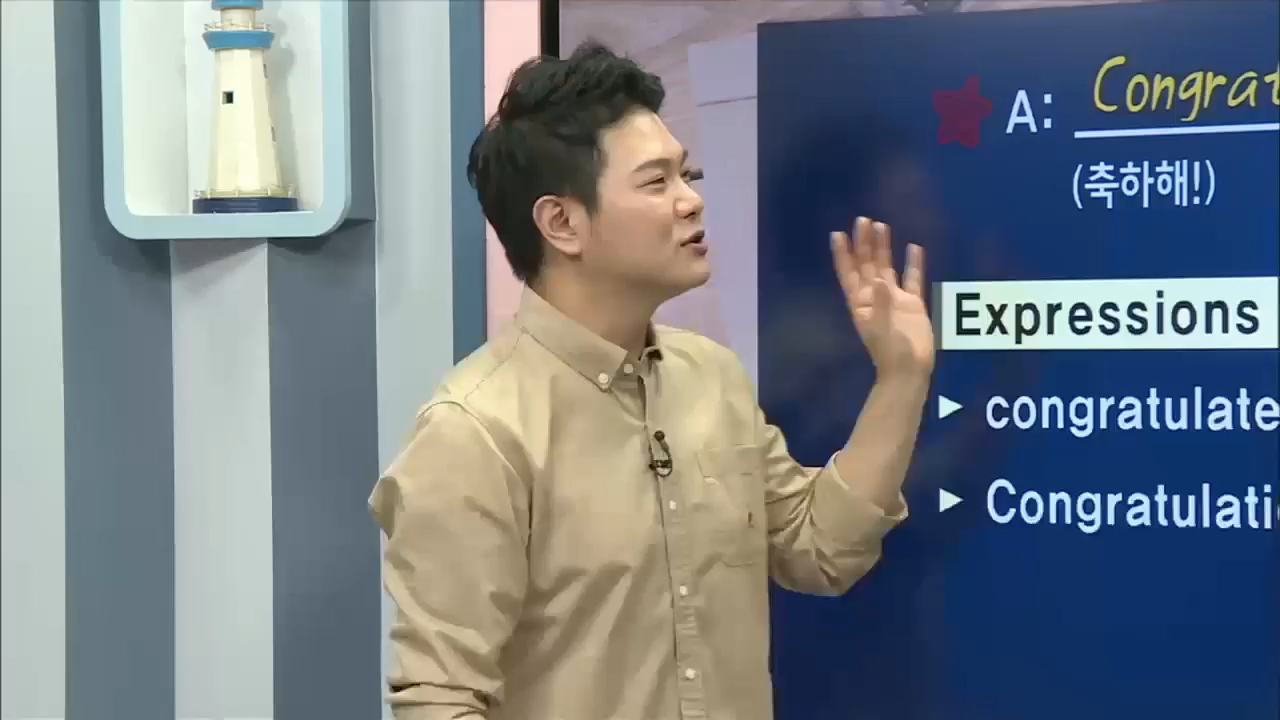 A: Congrat
(축하해!)
Expressions
▶ congratulate
▶ Congratulati